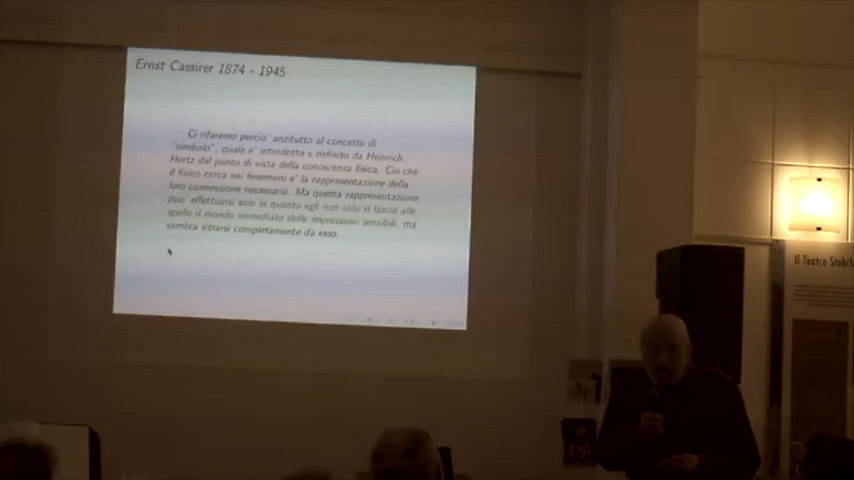 Ernst Cassirer 1874 - 1945
Ci rifaremo percio' anzitutto al concetto di
"simbolo", quale e' introdotto e definito da Heinrich
Hertz dal punto di vista della conoscenza fisica. Cio che
il fisico cerca nei fenomeni e' la rappresentazione della
loro connessione necessaria. Ma questa rappresentazione
puo' effettuarsi solo in quanto egli non solo si lascia alle
spalle il mondo immediato delle impressioni sensibili, ma
sembra ritrarsi completamente da esso.
Il Teatro Stabil